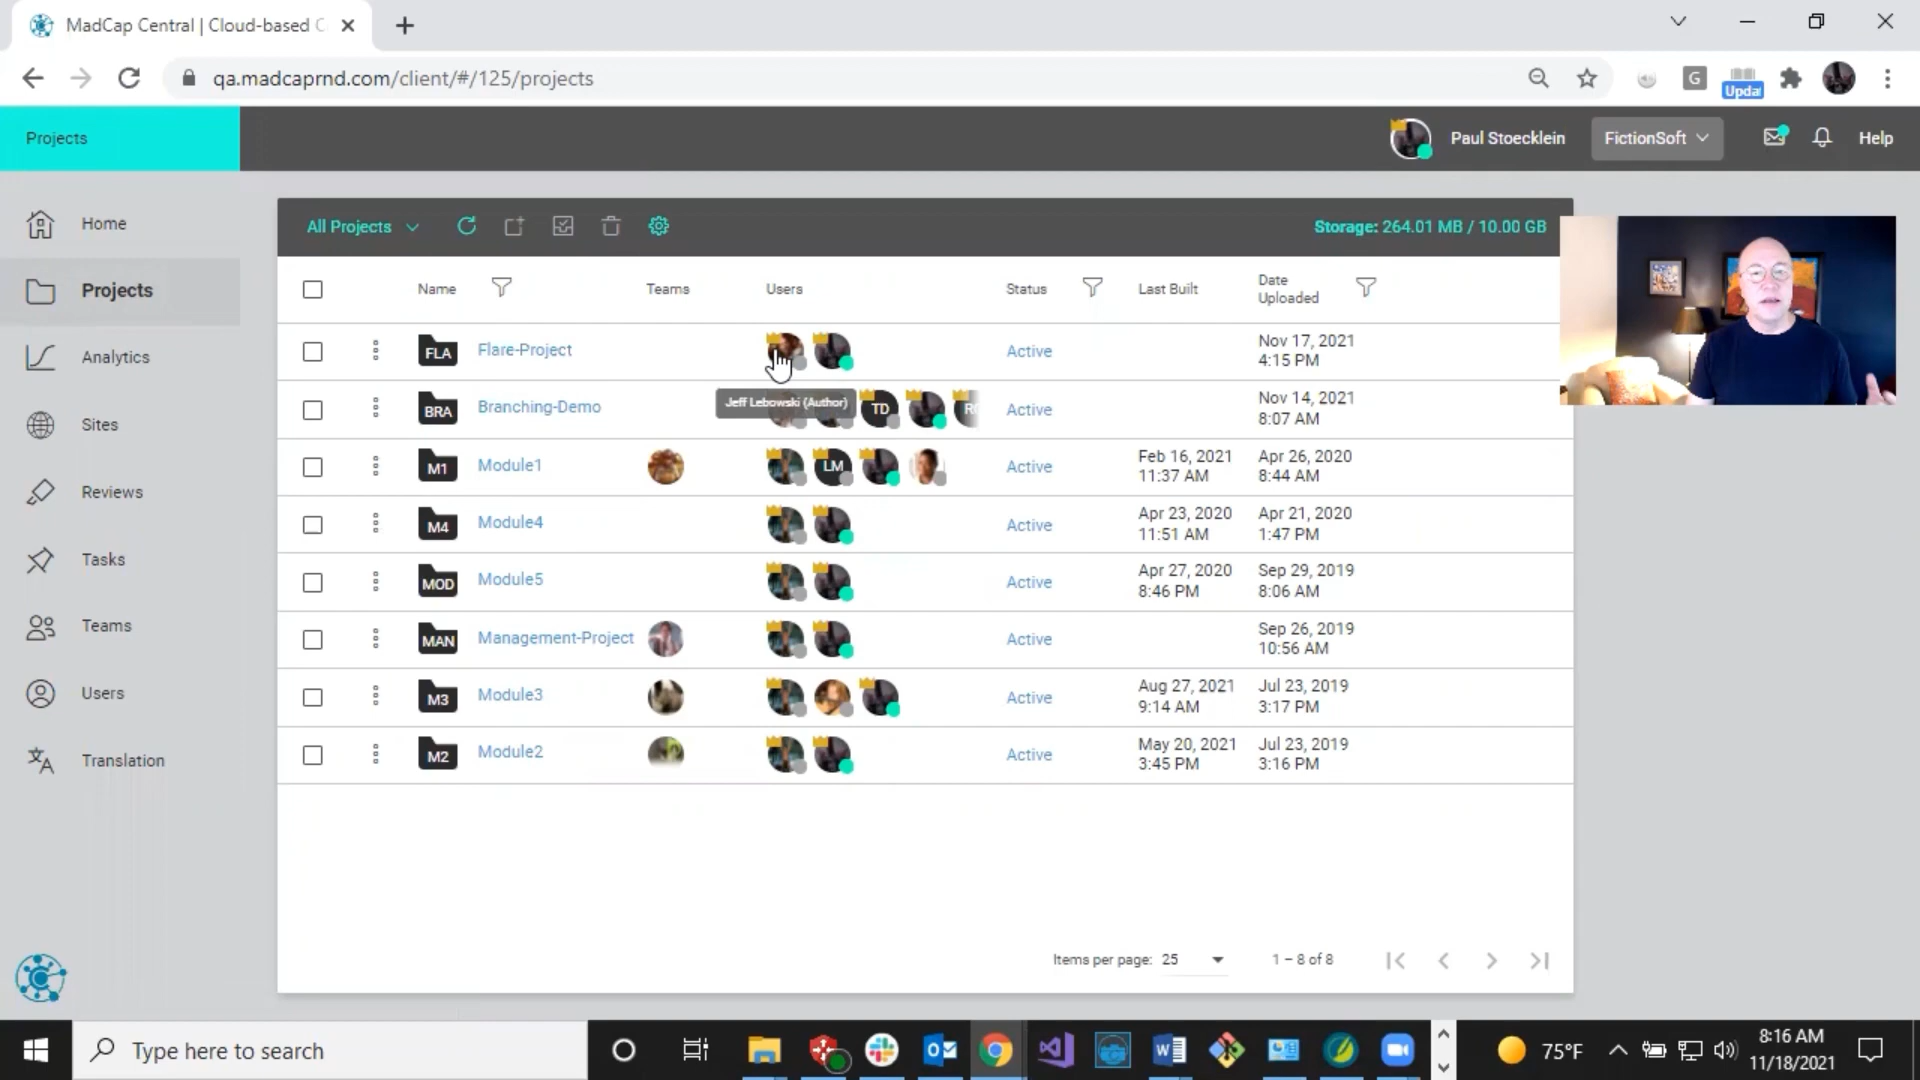 MadCap Central | Cloud-based C
qa.madcaprnd.com/client/#/125/projects
G
Updat
Projects
Paul Stoecklein
FictionSoft
Help
Home
Projects
Analytics
Sites
Reviews
Tasks
Teams
Users
Translation
All Projects
Storage: 264.01 MB / 10.00 GB
Name
Teams
Users
Status
Last Built
Date
Uploaded
FLA
Flare-Project
Active
Nov 17, 2021
4:15 PM
Jeff Lebowski (Author)
BRA
Branching-Demo
TD
Active
Nov 14, 2021
8:07 AM
M1
Module1
LM
Active
Feb 16, 2021
11:37 AM
Apr 26, 2020
8:44 AM
M4
Module4
Active
Apr 23, 2020
11:51 AM
Apr 21, 2020
1:47 PM
MOD
Module5
Active
Apr 27, 2020
8:46 PM
Sep 29, 2019
8:06 AM
MAN
Management-Project
Active
Sep 26, 2019
10:56 AM
M3
Module3
Active
Aug 27, 2021
9:14 AM
Jul 23, 2019
3:17 PM
M2
Module2
Active
May 20, 2021
3:45 PM
Jul 23, 2019
3:16 PM
Items per page: 25
1 – 8 of 8
Type here to search
75°F
8:16 AM
11/18/2021